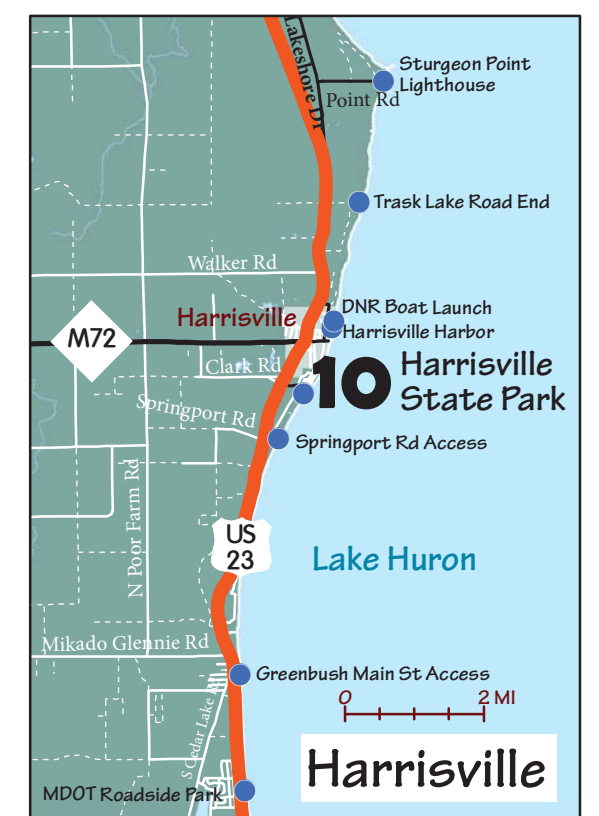 Lakeshore Dr
Sturgeon Point
Lighthouse
Point Rd
Trask Lake Road End
Walker Rd
DNR Boat Launch
Harrisville
Harrisville Harbor
M72
Clark Rd
10
Harrisville
State Park
Springport Rd
Springport Rd Access
N Poor Farm Rd
US
23
Lake Huron
Mikado Glennie Rd
Greenbush Main St Access
S Cedar Lake Rd
0 2 MI
Harrisville
MDOT Roadside Park